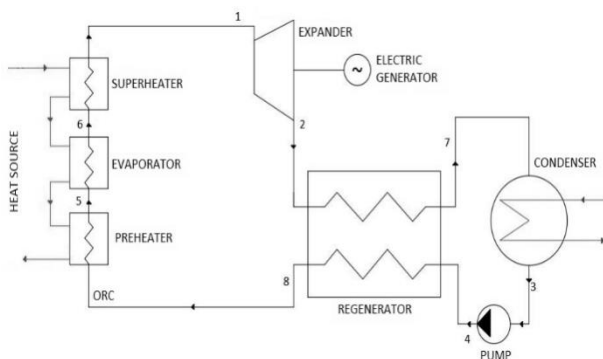 1
EXPANDER
ELECTRIC
GENERATOR
~
SUPERHEATER
6
2
7
CONDENSER
HEAT SOURCE
EVAPORATOR
5
PREHEATER
8
3
ORC
REGENERATOR
4
PUMP